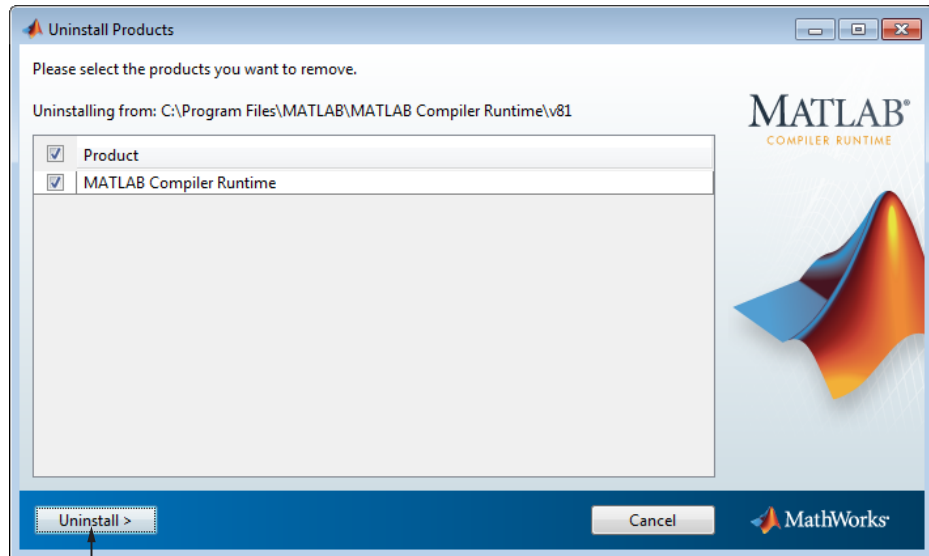 Uninstall Products
Please select the products you want to remove.
Uninstalling from: C:\Program Files\MATLAB\MATLAB Compiler Runtime\v81
MATLAB®
COMPILER RUNTIME
Product
MATLAB Compiler Runtime
Uninstall >
Cancel
MathWorks®